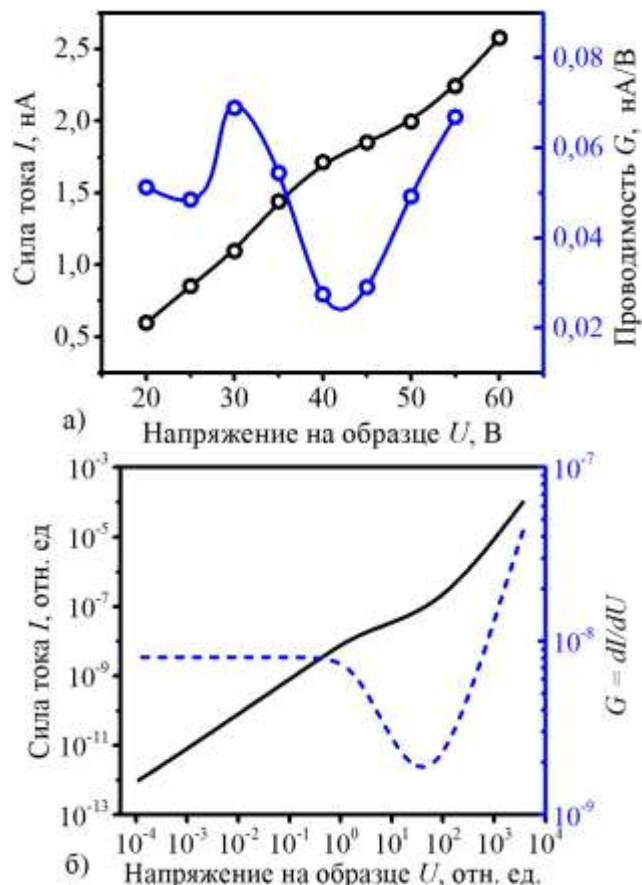 2,5
2,0
1,5
1,0
0,5
Сила тока I, нА
0,08
0,06
0,04
0,02
Проводимость G, нА/В
20 30 40 50 60
а) Напряжение на образце U, В
10⁻³
10⁻⁵
10⁻⁷
10⁻⁹
10⁻¹¹
10⁻¹³
Сила тока I, отн. ед
10⁻⁷
10⁻⁸
10⁻⁹
G = dI/dU
10⁻⁴ 10⁻³ 10⁻² 10⁻¹ 10⁰ 10¹ 10² 10³ 10⁴
б) Напряжение на образце U, отн. ед.